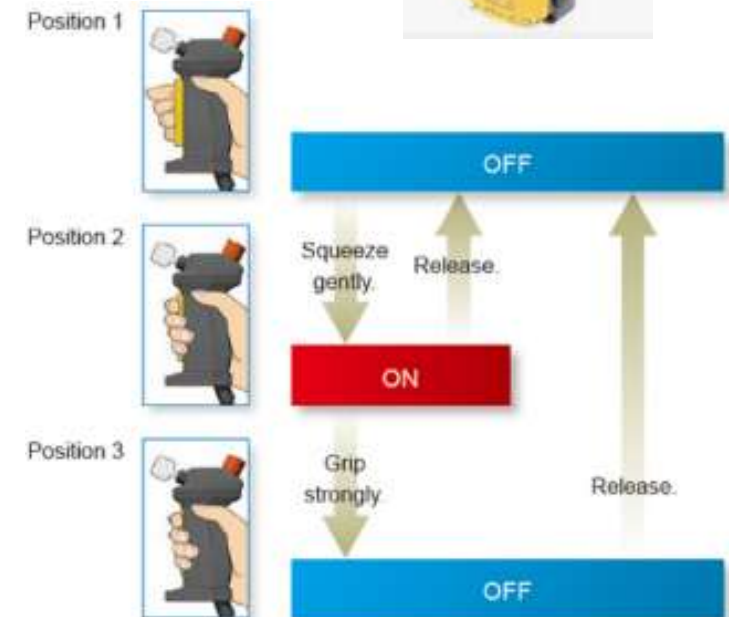 Position 1
OFF
Position 2
Squeeze
gently.
Release.
ON
Position 3
Grip
strongly.
Release.
OFF